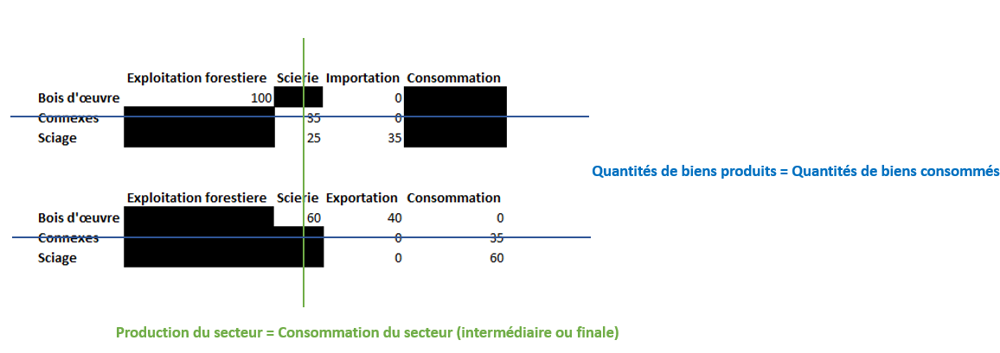 Exploitation forestiere Scierie Importation Consommation
Bois d'œuvre 100 0
Connexes 35 0
Sciage 25 35
Quantités de biens produits = Quantités de biens consommés
Exploitation forestiere Scierie Exportation Consommation
Bois d'œuvre 60 40 0
Connexes 0 35
Sciage 0 60
Production du secteur = Consommation du secteur (intermédiaire ou finale)